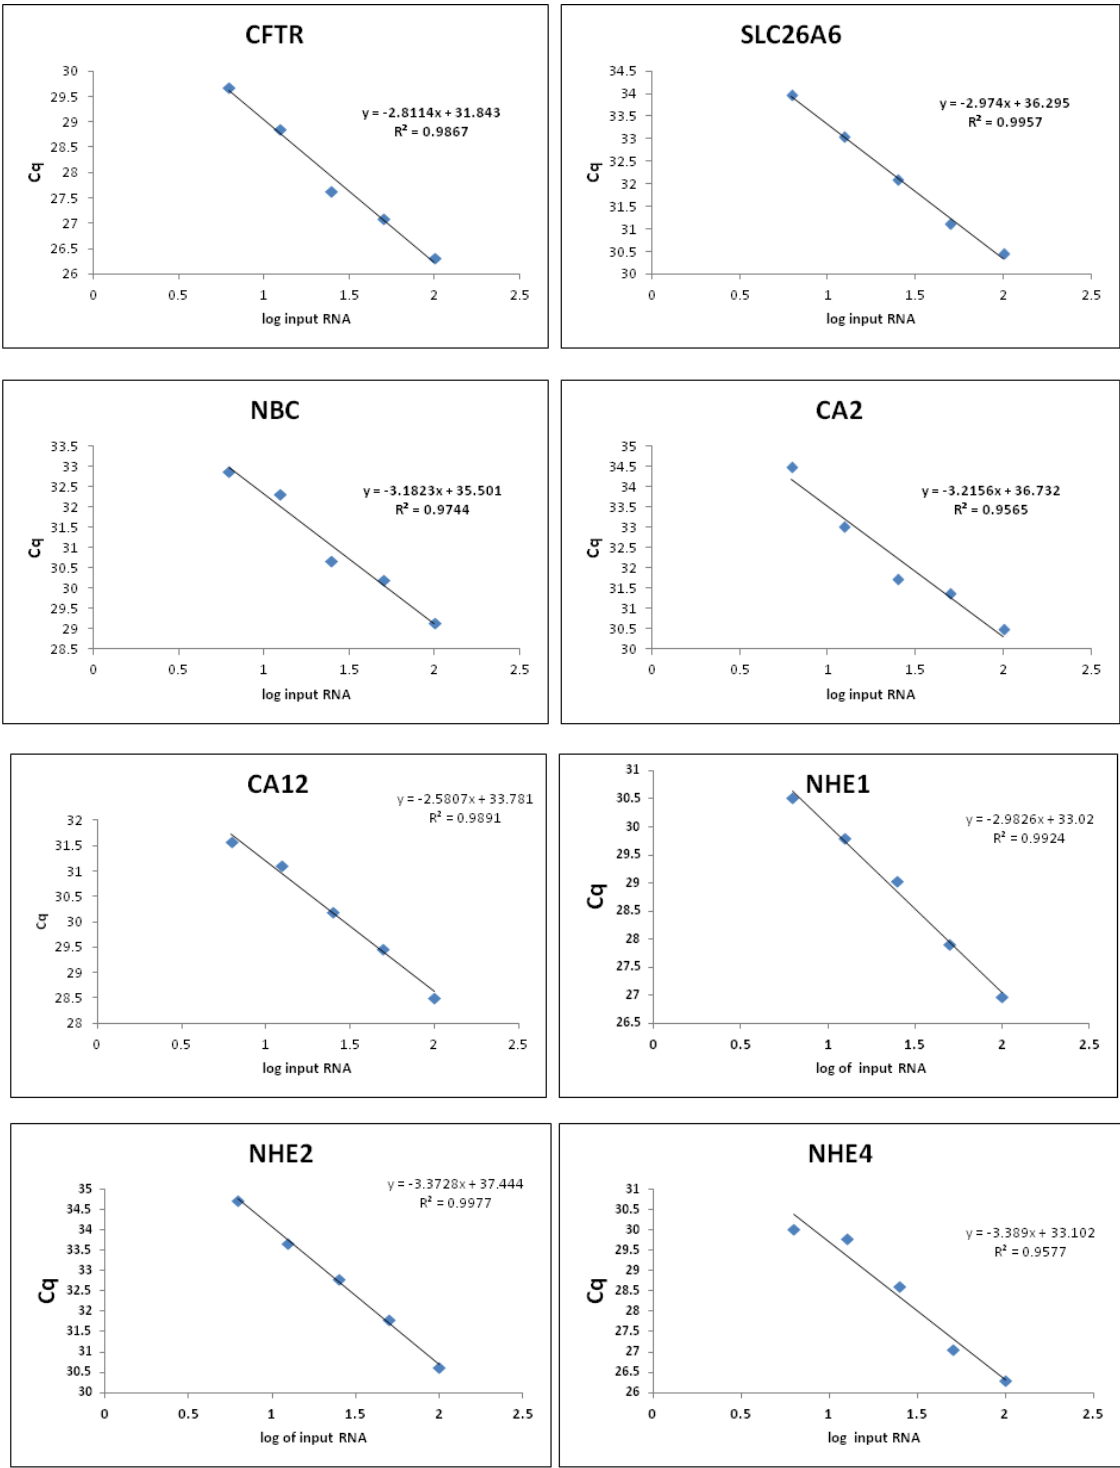 CFTR
30
29.5
29
28.5
28
27.5
27
26.5
26
Cq
y = -2.8114x + 31.843
R² = 0.9867
0 0.5 1 1.5 2 2.5
log input RNA
SLC26A6
34.5
34
33.5
33
32.5
32
31.5
31
30.5
30
Cq
y = -2.974x + 36.295
R² = 0.9957
0 0.5 1 1.5 2 2.5
log input RNA
NBC
33.5
33
32.5
32
31.5
31
30.5
30
29.5
29
28.5
Cq
y = -3.1823x + 35.501
R² = 0.9744
0 0.5 1 1.5 2 2.5
log input RNA
CA2
35
34.5
34
33.5
33
32.5
32
31.5
31
30.5
30
Cq
y = -3.2156x + 36.732
R² = 0.9565
0 0.5 1 1.5 2 2.5
log input RNA
CA12
y = -2.5807x + 33.781
R² = 0.9891
32
31.5
31
30.5
30
29.5
29
28.5
28
Cq
0 0.5 1 1.5 2 2.5
log input RNA
NHE1
31
30.5
30
29.5
29
28.5
28
27.5
27
26.5
Cq
y = -2.9826x + 33.02
R² = 0.9924
0 0.5 1 1.5 2 2.5
log of input RNA
NHE2
y = -3.3728x + 37.444
R² = 0.9977
35
34.5
34
33.5
33
32.5
32
31.5
31
30.5
30
Cq
0 0.5 1 1.5 2 2.5
log of input RNA
NHE4
31
30.5
30
29.5
29
28.5
28
27.5
27
26.5
26
Cq
y = -3.389x + 33.102
R² = 0.9577
0 0.5 1 1.5 2 2.5
log input RNA